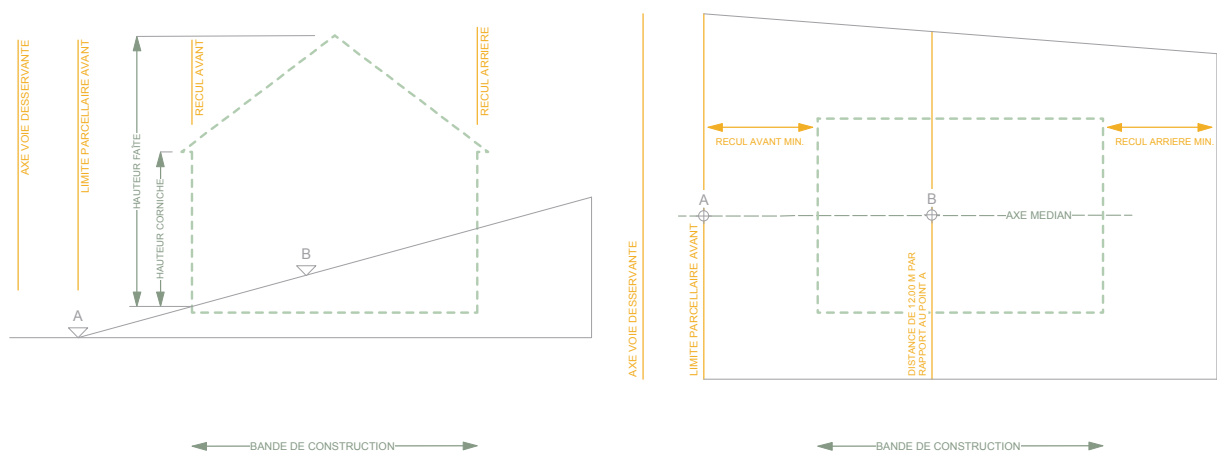 AXE VOIE DESSERVANTE
LIMITE PARCELLAIRE AVANT
HAUTEUR FAÎTE
HAUTEUR CORNICHE
RECUL AVANT
RECUL ARRIERE
A
B
BANDE DE CONSTRUCTION
AXE VOIE DESSERVANTE
LIMITE PARCELLAIRE AVANT
RECUL AVANT MIN.
RECUL ARRIERE MIN.
A
B
AXE MEDIAN
DISTANCE DE 12.00 M PAR
RAPPORT AU POINT A
BANDE DE CONSTRUCTION